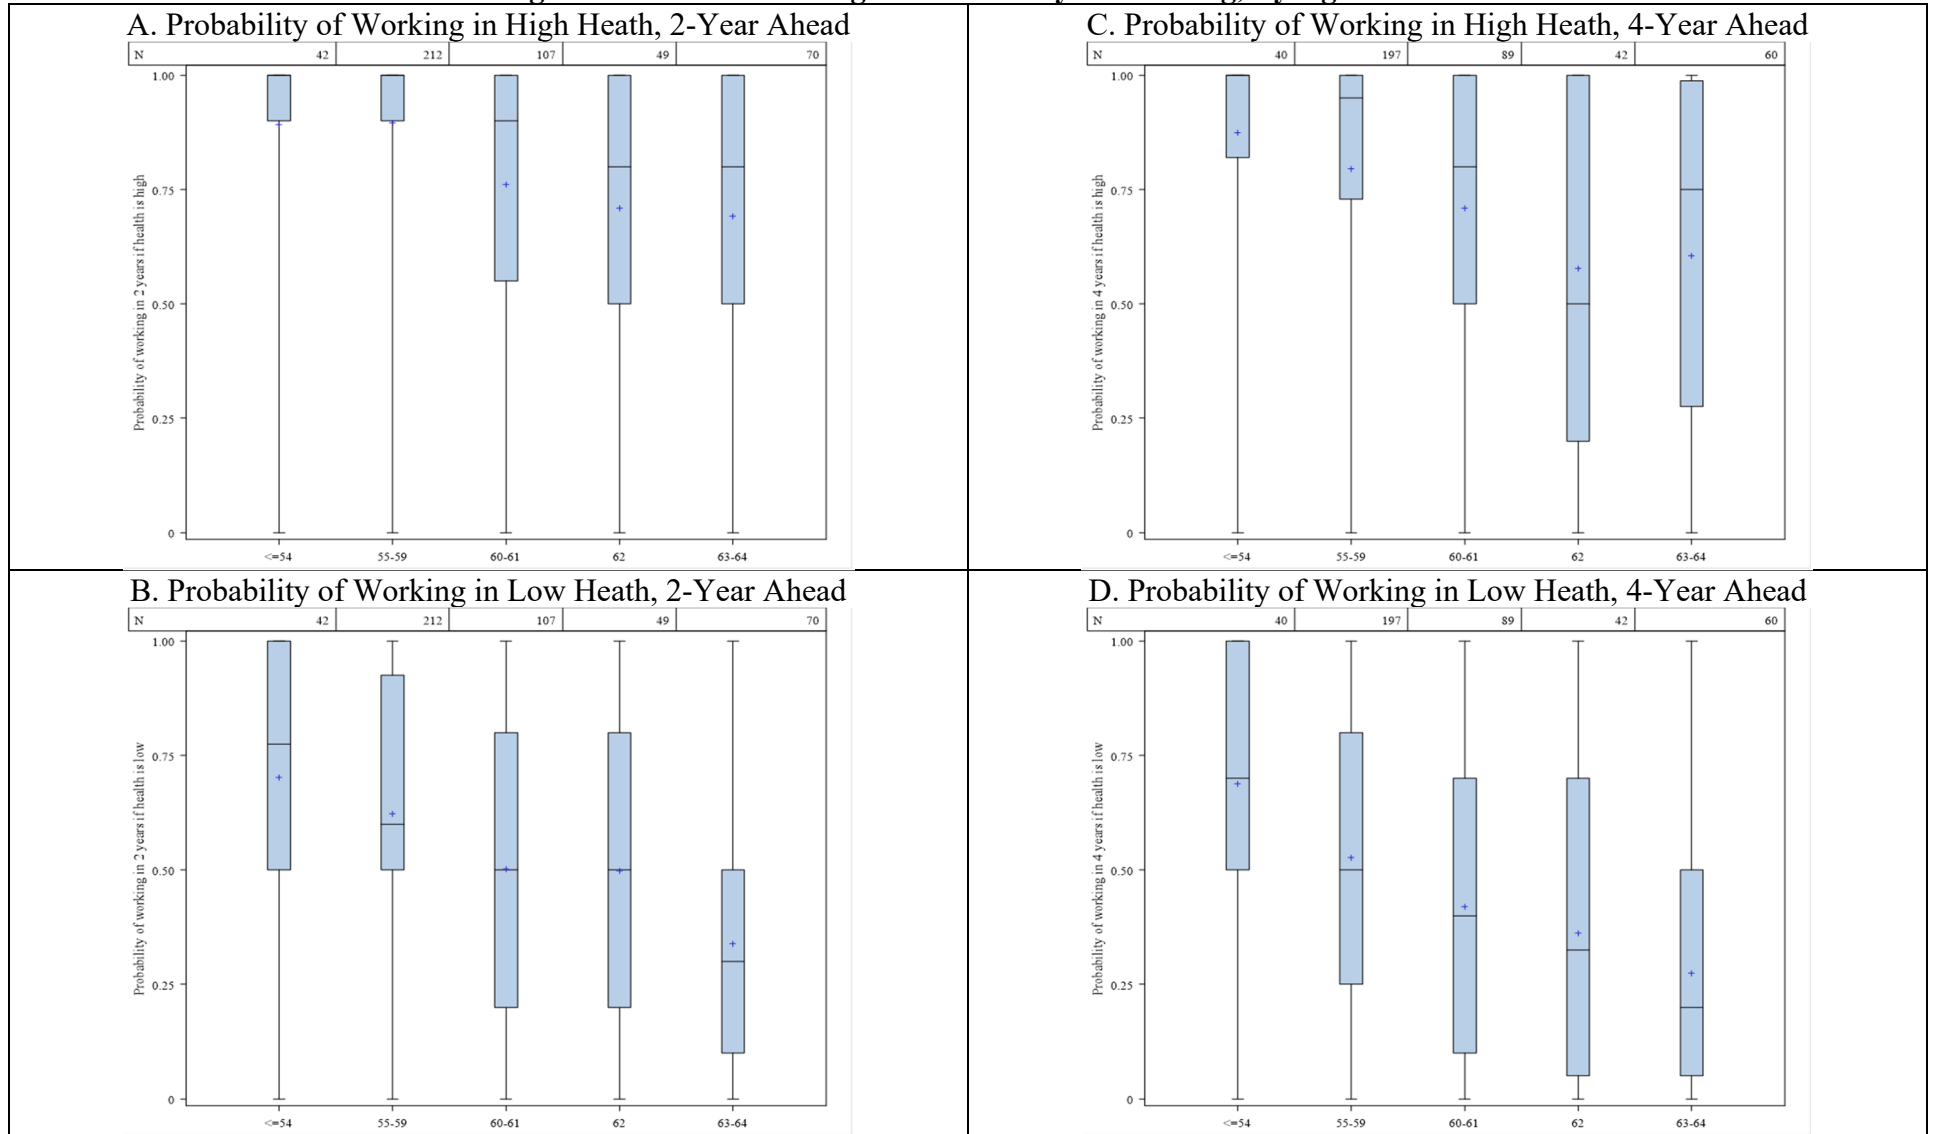 A. Probability of Working in High Heath, 2-Year Ahead
N 42 212 107 49 70
Probability of working in 2 years if health is high
1.00
0.75
0.50
0.25
0
<=54 55-59 60-61 62 63-64
C. Probability of Working in High Heath, 4-Year Ahead
N 40 197 89 42 60
Probability of working in 4 years if health is high
1.00
0.75
0.50
0.25
0
<=54 55-59 60-61 62 63-64
B. Probability of Working in Low Heath, 2-Year Ahead
N 42 212 107 49 70
Probability of working in 2 years if health is low
1.00
0.75
0.50
0.25
0
<=54 55-59 60-61 62 63-64
D. Probability of Working in Low Heath, 4-Year Ahead
N 40 197 89 42 60
Probability of working in 4 years if health is low
1.00
0.75
0.50
0.25
0
<=54 55-59 60-61 62 63-64